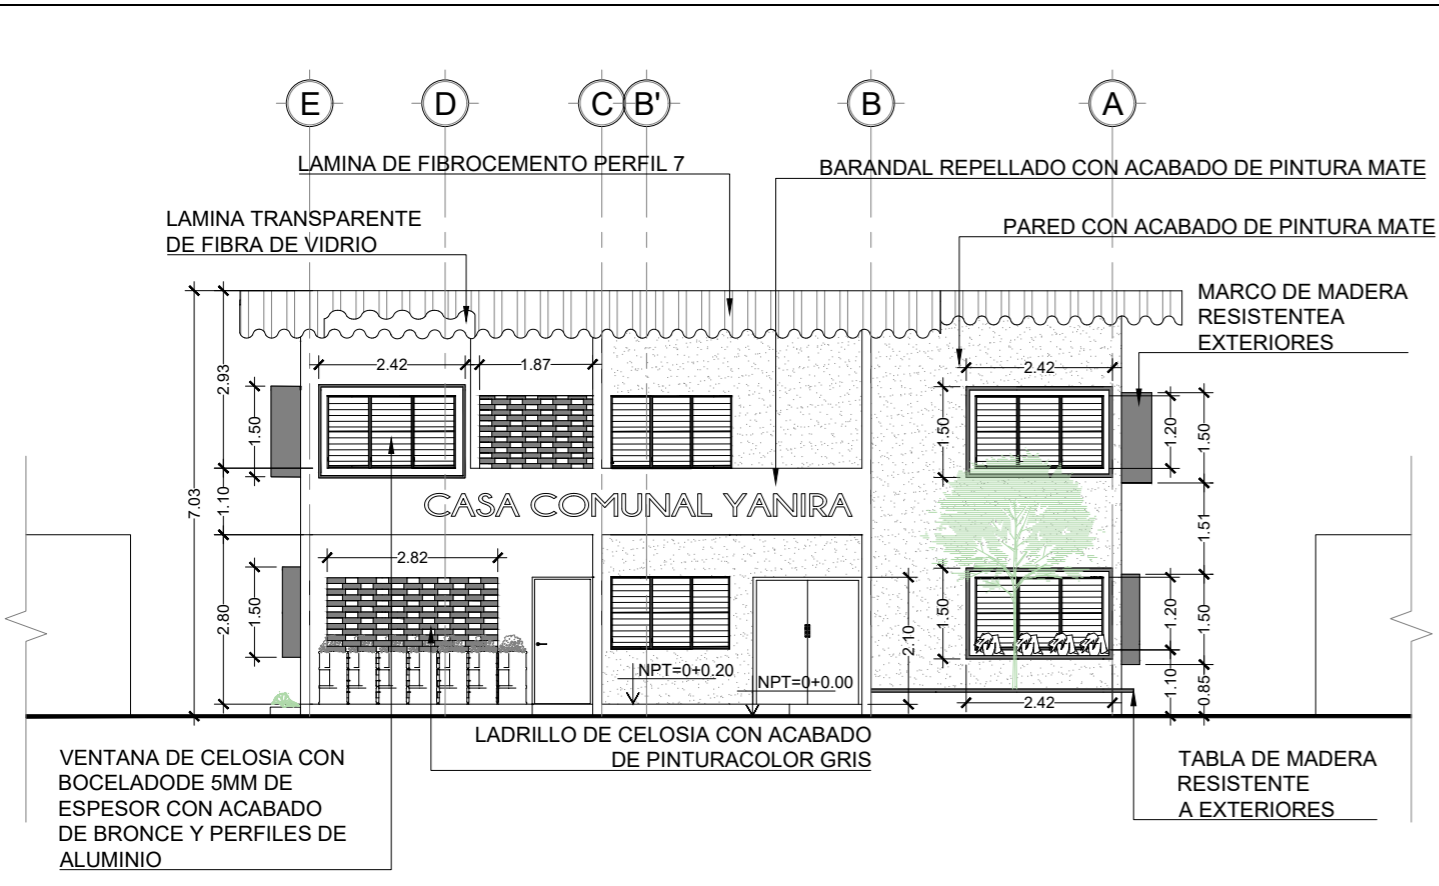 E D C B' B A
LAMINA DE FIBROCEMENTO PERFIL 7
BARANDAL REPELLADO CON ACABADO DE PINTURA MATE
LAMINA TRANSPARENTE
DE FIBRA DE VIDRIO
PARED CON ACABADO DE PINTURA MATE
MARCO DE MADERA
RESISTENTEA
EXTERIORES
2.42
1.87
2.42
2.93
1.50
1.50
1.20
1.50
7.03
1.10
CASA COMUNAL YANIRA
1.51
2.82
2.80
1.50
2.10
1.50
1.20
1.50
NPT=0+0.20
NPT=0+0.00
2.42
1.10
0.85
LADRILLO DE CELOSIA CON ACABADO
DE PINTURACOLOR GRIS
VENTANA DE CELOSIA CON
BOCELADODE 5MM DE
ESPESOR CON ACABADO
DE BRONCE Y PERFILES DE
ALUMINIO
TABLA DE MADERA
RESISTENTE
A EXTERIORES